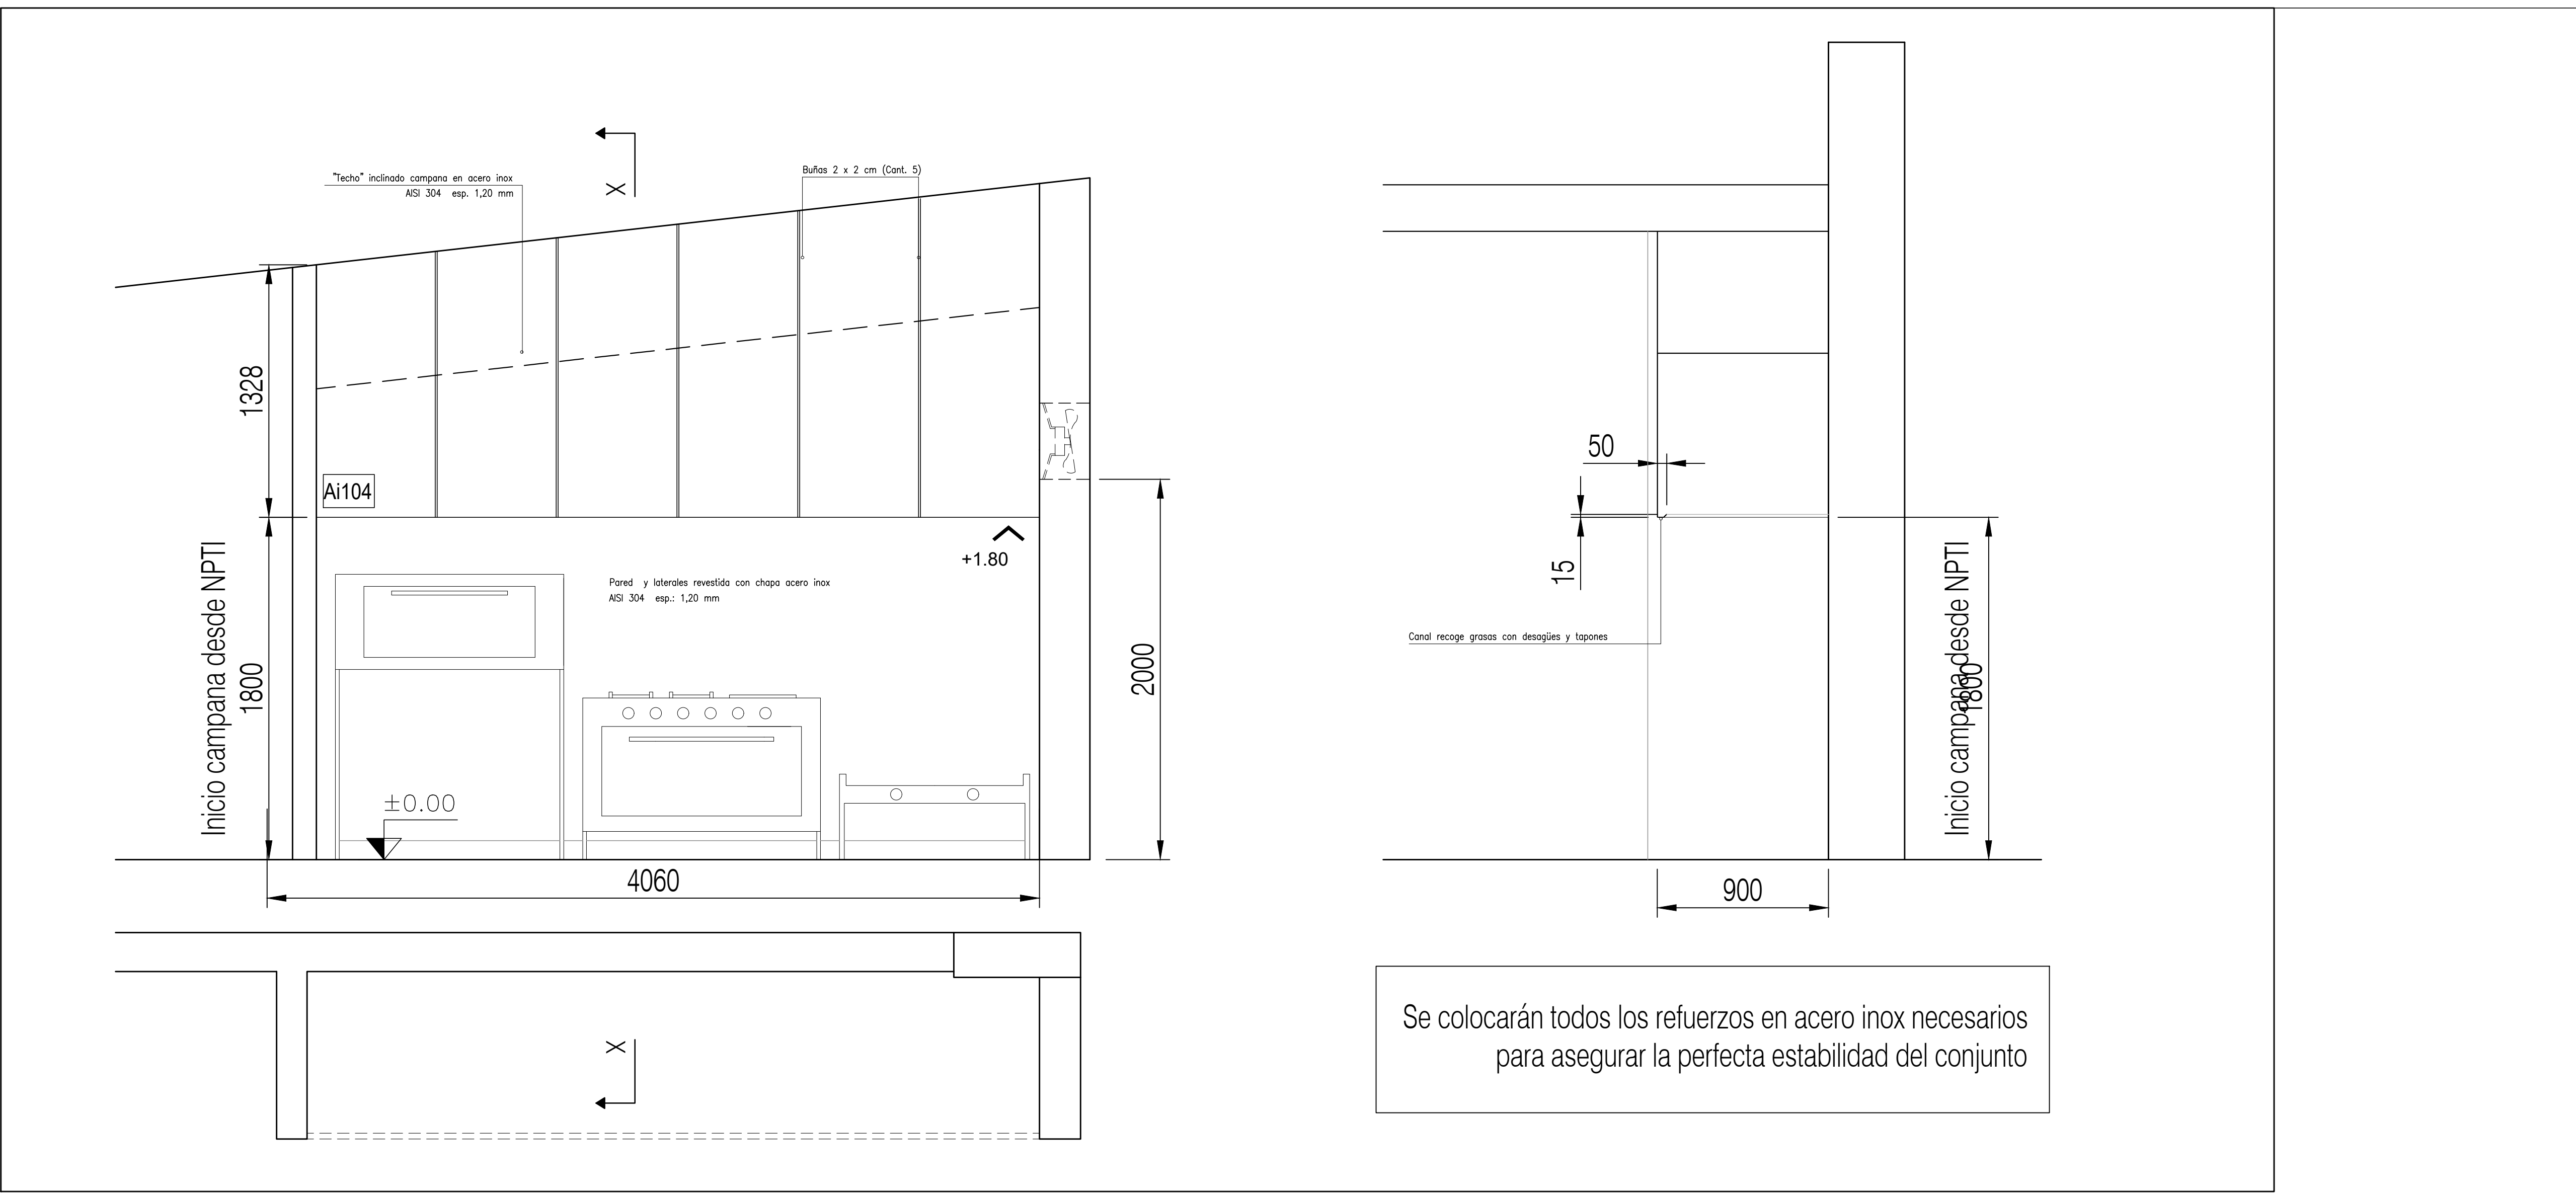 X
"Techo" inclinado campana en acero inox
AISI 304 esp. 1,20 mm
Buñas 2 x 2 cm (Cant. 5)
1328
Ai104
Inicio campana desde NPTI
1800
+1.80
Pared y laterales revestida con chapa acero inox
AISI 304 esp.: 1,20 mm
±0.00
2000
4060
X
50
15
Canal recoge grasas con desagües y tapones
Inicio campana desde NPTI
1800
900
Se colocarán todos los refuerzos en acero inox necesarios
para asegurar la perfecta estabilidad del conjunto